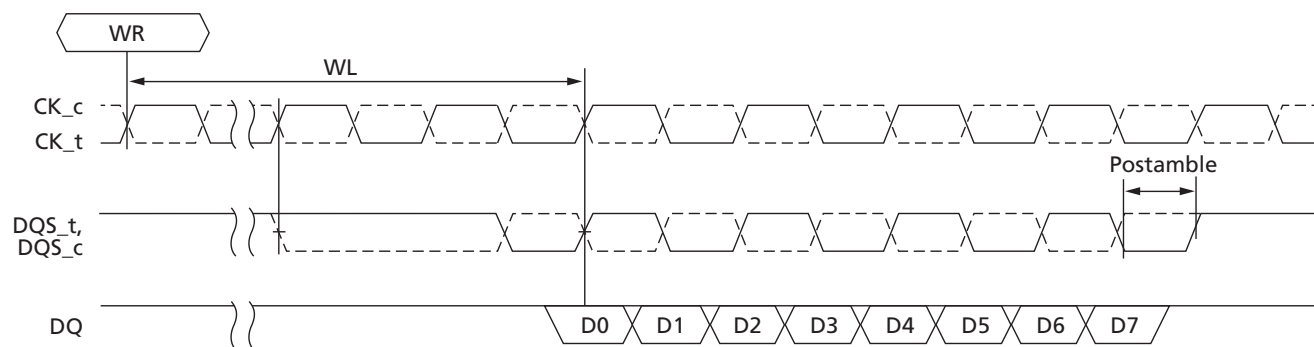 WR
WL
CK_c
CK_t
Postamble
DQS_t,
DQS_c
DQ
D0 D1 D2 D3 D4 D5 D6 D7